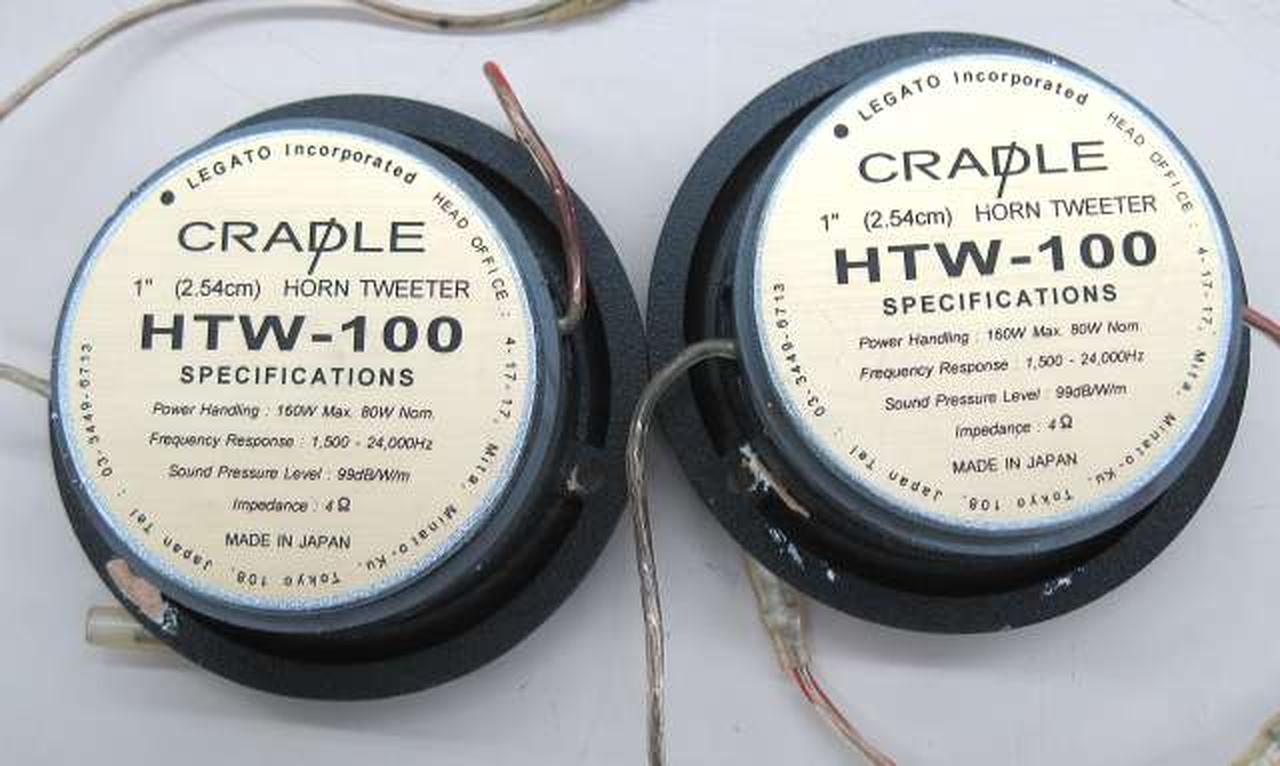 LEGATO Incorporated
HEAD OFFICE : 4-17-17, Mita, Minato-Ku, Tokyo 108, Japan Tel : 03-3449-6713
CRADLE
1" (2.54cm) HORN TWEETER
HTW-100
SPECIFICATIONS
Power Handling : 160W Max. 80W Nom.
Frequency Response : 1,500 - 24,000Hz
Sound Pressure Level : 99dB/W/m
Impedance : 4Ω
MADE IN JAPAN
LEGATO Incorporated
HEAD OFFICE : 4-17-17, Mita, Minato-Ku, Tokyo 108, Japan Tel : 03-3449-6713
CRADLE
1" (2.54cm) HORN TWEETER
HTW-100
SPECIFICATIONS
Power Handling : 160W Max. 80W Nom.
Frequency Response : 1,500 - 24,000Hz
Sound Pressure Level : 99dB/W/m
Impedance : 4Ω
MADE IN JAPAN